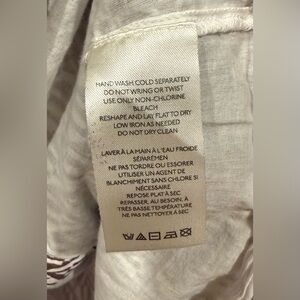 HAND WASH COLD SEPARATELY
DO NOT WRING OR TWIST
USE ONLY NON-CHLORINE
BLEACH
RESHAPE AND LAY FLAT TO DRY
LOW IRON AS NEEDED
DO NOT DRY CLEAN
LAVER À LA MAIN À L'EAU FROIDE
SÉPARÉMEN
NE PAS TORDRE OU ESSORER
UTILISER UN AGENT DE
BLANCHIMENT SANS CHLORE SI
NÉCESSAIRE
REPOSE PLAT À SEC
REPASSER, AU BESOIN, À
TRÈS BASSE TEMPÉRATURE
NE PAS NETTOYER À SEC